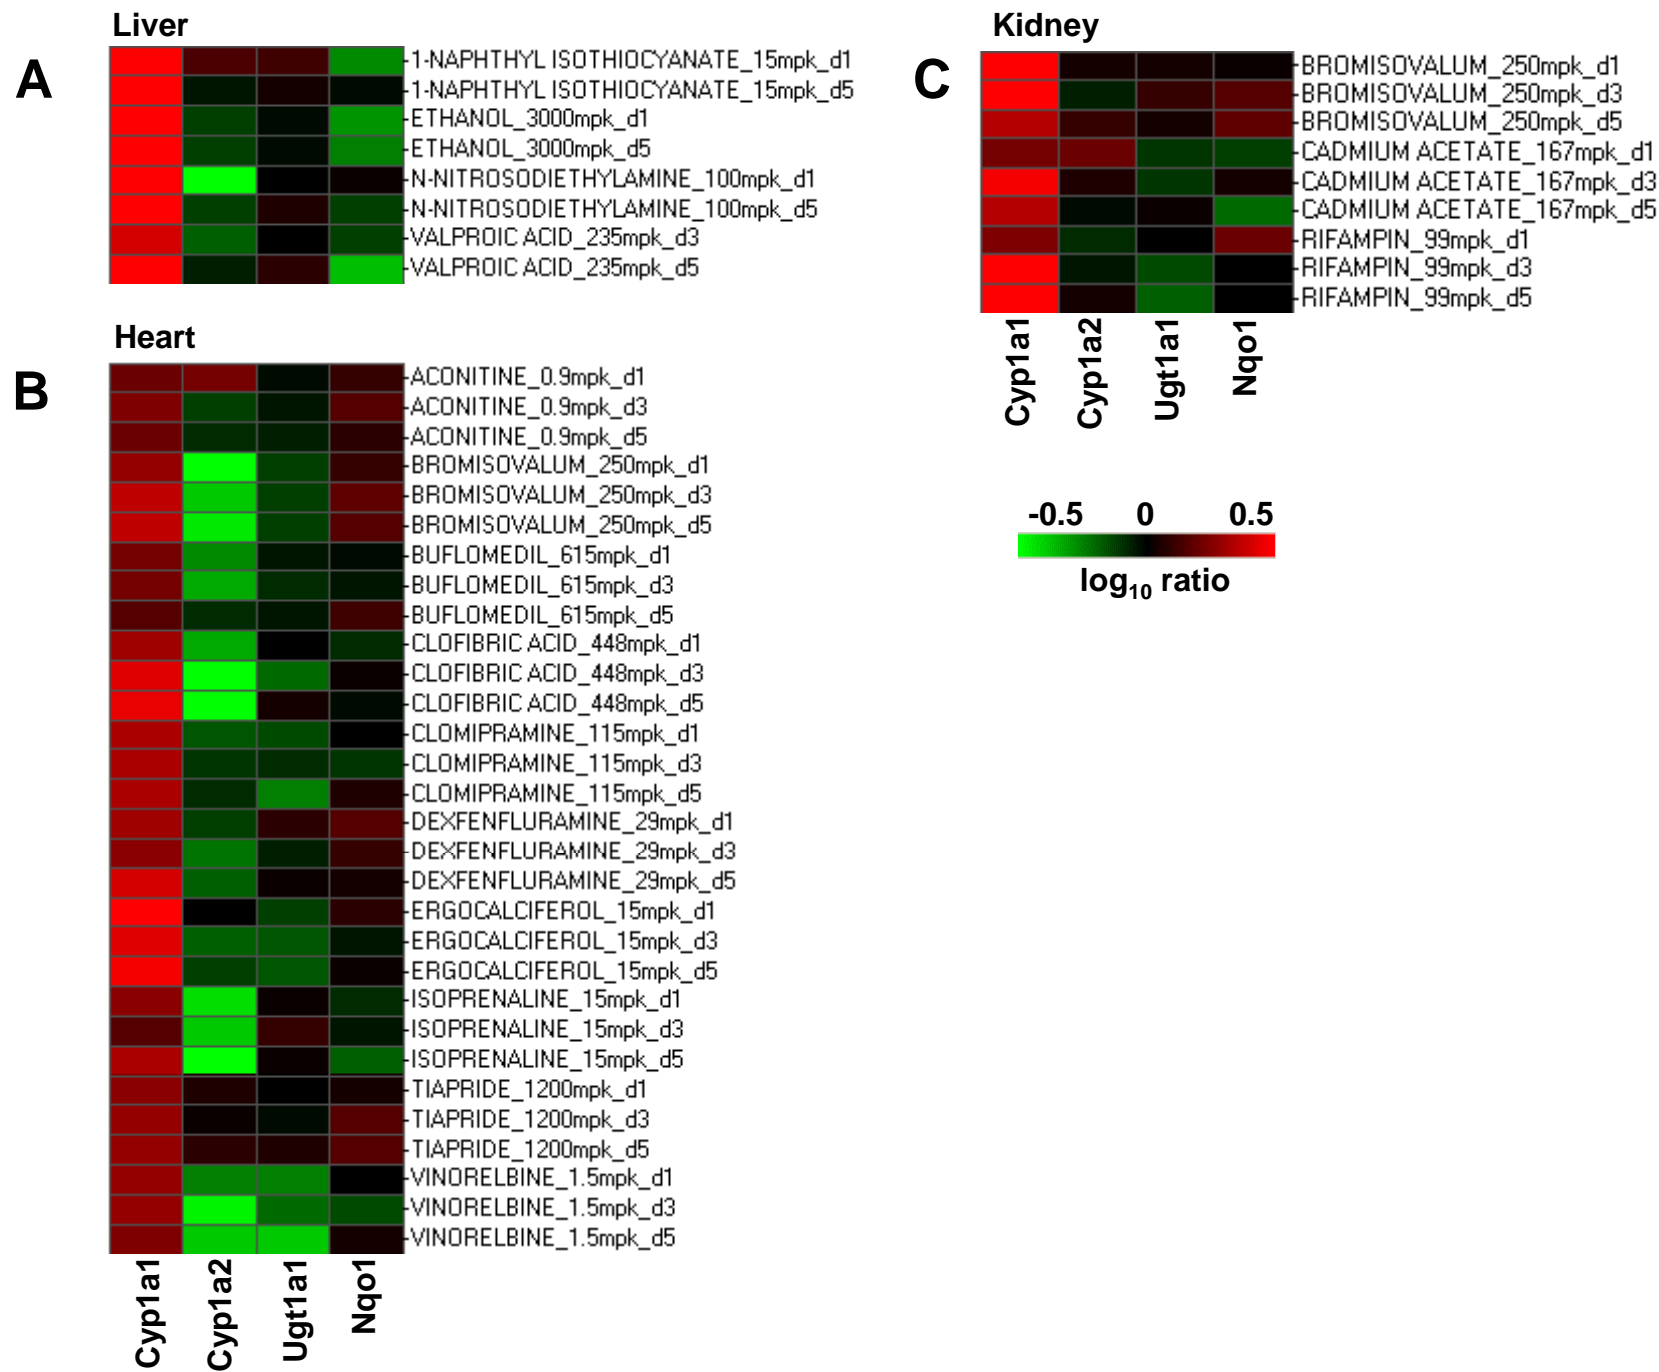 Liver
A
1-NAPHTHYL ISOTHIOCYANATE_15mpk_d1
1-NAPHTHYL ISOTHIOCYANATE_15mpk_d5
ETHANOL_3000mpk_d1
ETHANOL_3000mpk_d5
N-NITROSODIETHYLAMINE_100mpk_d1
N-NITROSODIETHYLAMINE_100mpk_d5
VALPROIC ACID_235mpk_d3
VALPROIC ACID_235mpk_d5
Heart
B
ACONITINE_0.9mpk_d1
ACONITINE_0.9mpk_d3
ACONITINE_0.9mpk_d5
BROMISOVALUM_250mpk_d1
BROMISOVALUM_250mpk_d3
BROMISOVALUM_250mpk_d5
BUFLOMEDIL_615mpk_d1
BUFLOMEDIL_615mpk_d3
BUFLOMEDIL_615mpk_d5
CLOFIBRIC ACID_448mpk_d1
CLOFIBRIC ACID_448mpk_d3
CLOFIBRIC ACID_448mpk_d5
CLOMIPRAMINE_115mpk_d1
CLOMIPRAMINE_115mpk_d3
CLOMIPRAMINE_115mpk_d5
DEXFENFLURAMINE_29mpk_d1
DEXFENFLURAMINE_29mpk_d3
DEXFENFLURAMINE_29mpk_d5
ERGOCALCIFEROL_15mpk_d1
ERGOCALCIFEROL_15mpk_d3
ERGOCALCIFEROL_15mpk_d5
ISOPRENALINE_15mpk_d1
ISOPRENALINE_15mpk_d3
ISOPRENALINE_15mpk_d5
TIAPRIDE_1200mpk_d1
TIAPRIDE_1200mpk_d3
TIAPRIDE_1200mpk_d5
VINORELBINE_1.5mpk_d1
VINORELBINE_1.5mpk_d3
VINORELBINE_1.5mpk_d5
Cyp1a1
Cyp1a2
Ugt1a1
Nqo1
Kidney
C
BROMISOVALUM_250mpk_d1
BROMISOVALUM_250mpk_d3
BROMISOVALUM_250mpk_d5
CADMIUM ACETATE_167mpk_d1
CADMIUM ACETATE_167mpk_d3
CADMIUM ACETATE_167mpk_d5
RIFAMPIN_99mpk_d1
RIFAMPIN_99mpk_d3
RIFAMPIN_99mpk_d5
Cyp1a1
Cyp1a2
Ugt1a1
Nqo1
-0.5 0 0.5
log10 ratio